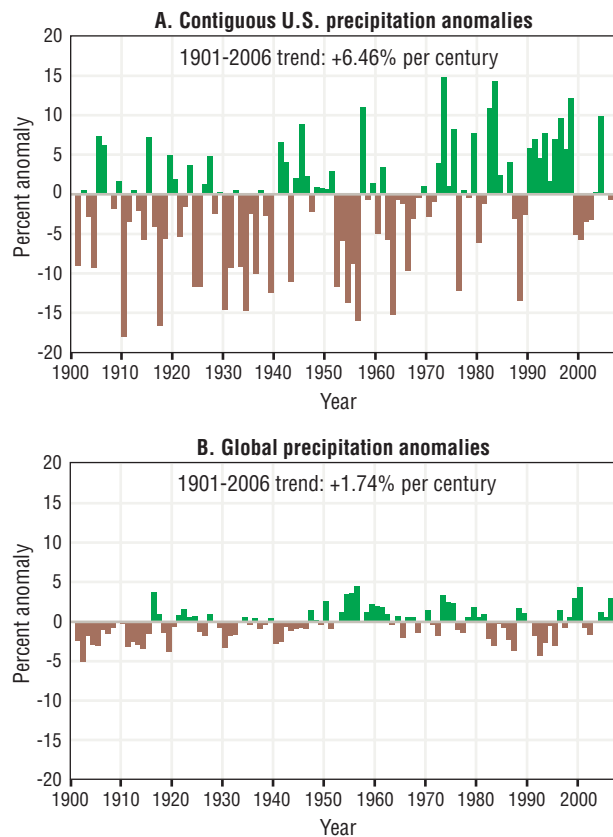 A. Contiguous U.S. precipitation anomalies
1901-2006 trend: +6.46% per century
Percent anomaly
20
15
10
5
0
-5
-10
-15
-20
1900 1910 1920 1930 1940 1950 1960 1970 1980 1990 2000
Year
B. Global precipitation anomalies
1901-2006 trend: +1.74% per century
Percent anomaly
20
15
10
5
0
-5
-10
-15
-20
1900 1910 1920 1930 1940 1950 1960 1970 1980 1990 2000
Year